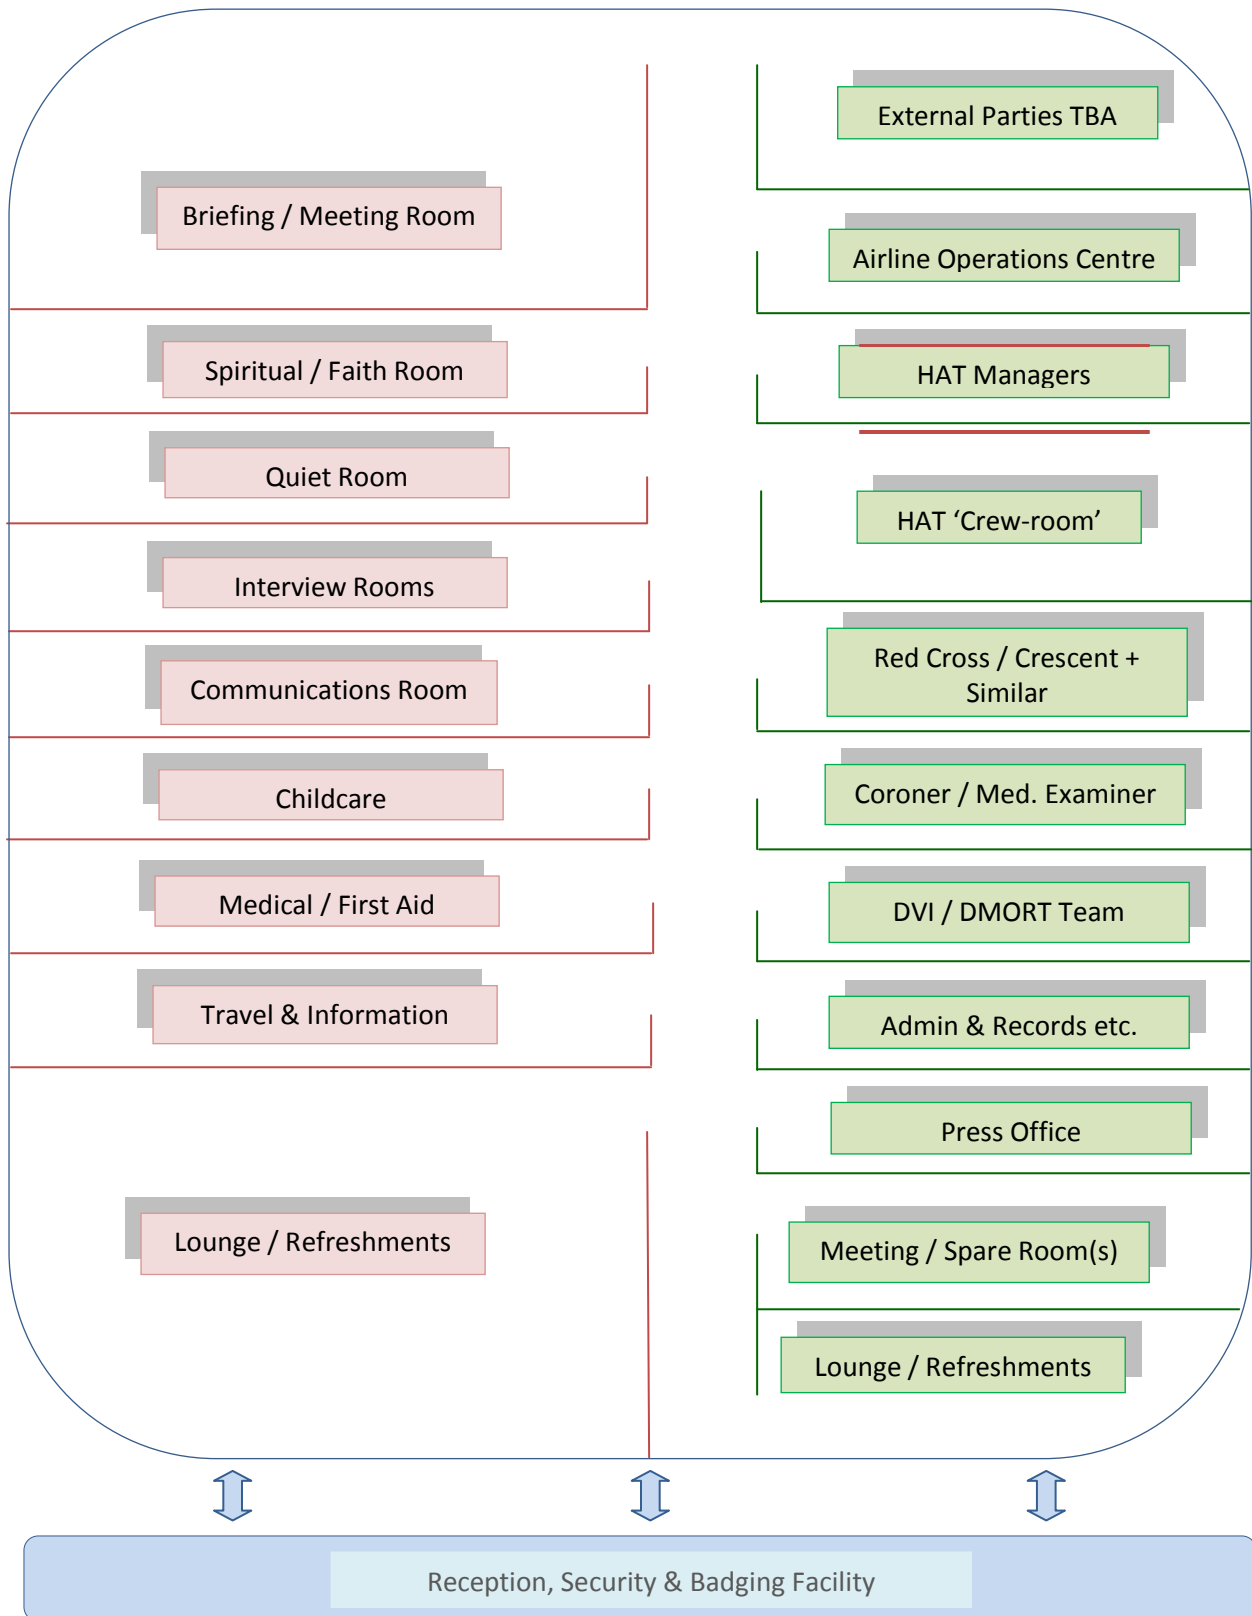 Briefing / Meeting Room
Spiritual / Faith Room
Quiet Room
Interview Rooms
Communications Room
Childcare
Medical / First Aid
Travel & Information
Lounge / Refreshments
External Parties TBA
Airline Operations Centre
HAT Managers
HAT ‘Crew-room’
Red Cross / Crescent +
Similar
Coroner / Med. Examiner
DVI / DMORT Team
Admin & Records etc.
Press Office
Meeting / Spare Room(s)
Lounge / Refreshments
Reception, Security & Badging Facility